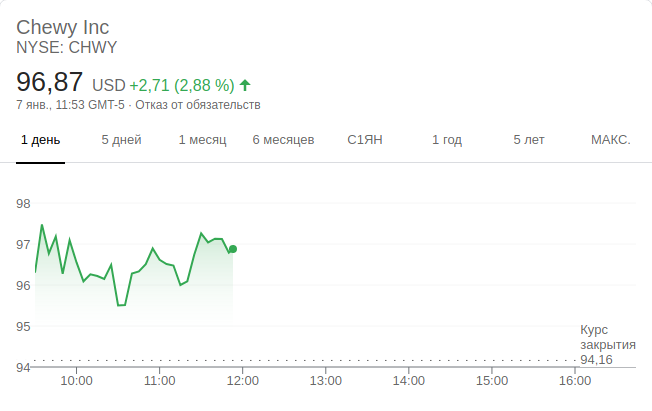 Chewy Inc
NYSE: CHWY
96,87 USD +2,71 (2,88 %)
7 янв., 11:53 GMT-5 · Отказ от обязательств
1 день 5 дней 1 месяц 6 месяцев С1ЯН 1 год 5 лет МАКС.
98
97
96
95
Курс
закрытия
94,16
94
10:00 11:00 12:00 13:00 14:00 15:00 16:00